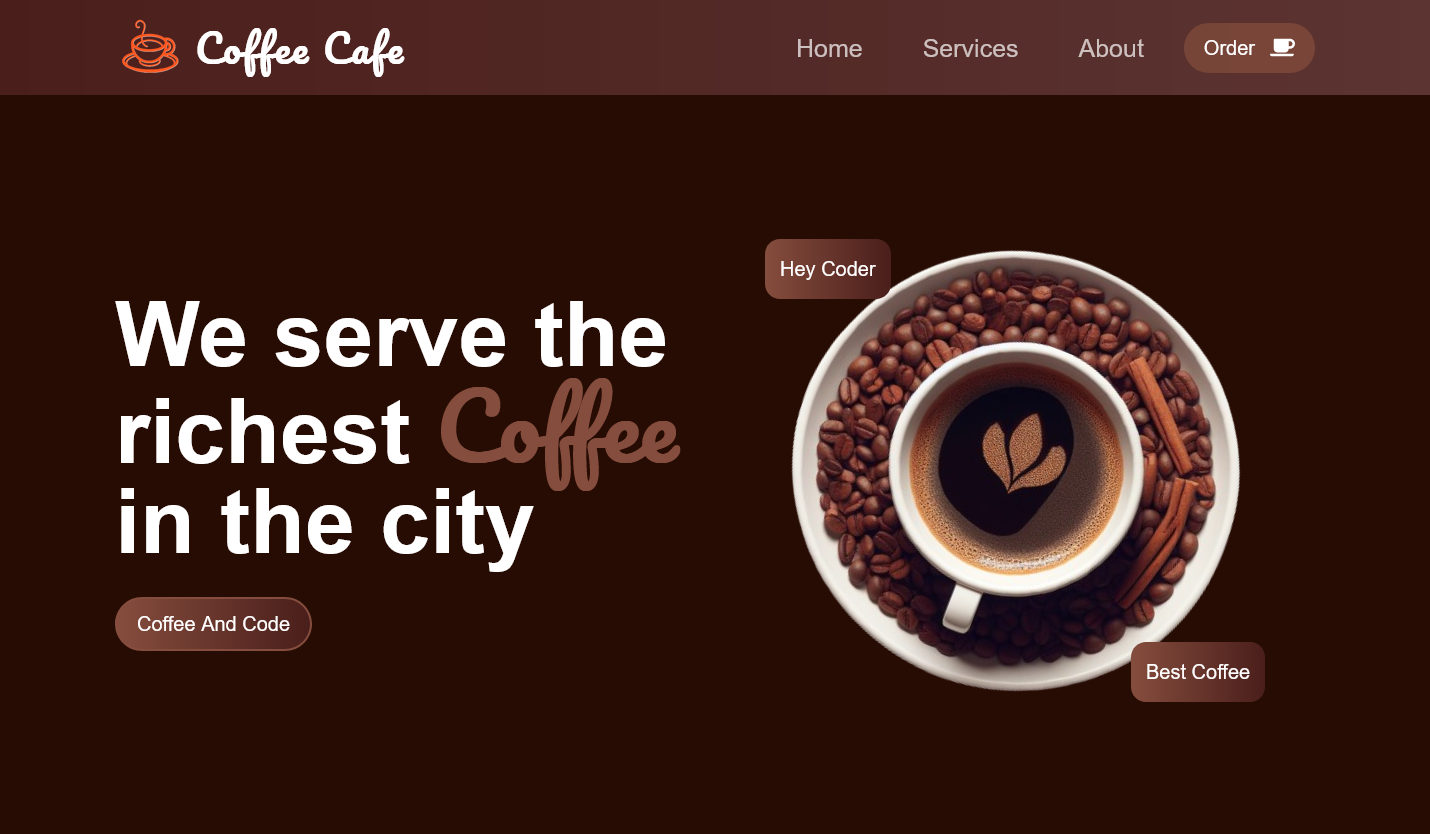 Coffee Cafe
Home
Services
About
Order
We serve the
richest Coffee
in the city
Coffee And Code
Hey Coder
Best Coffee